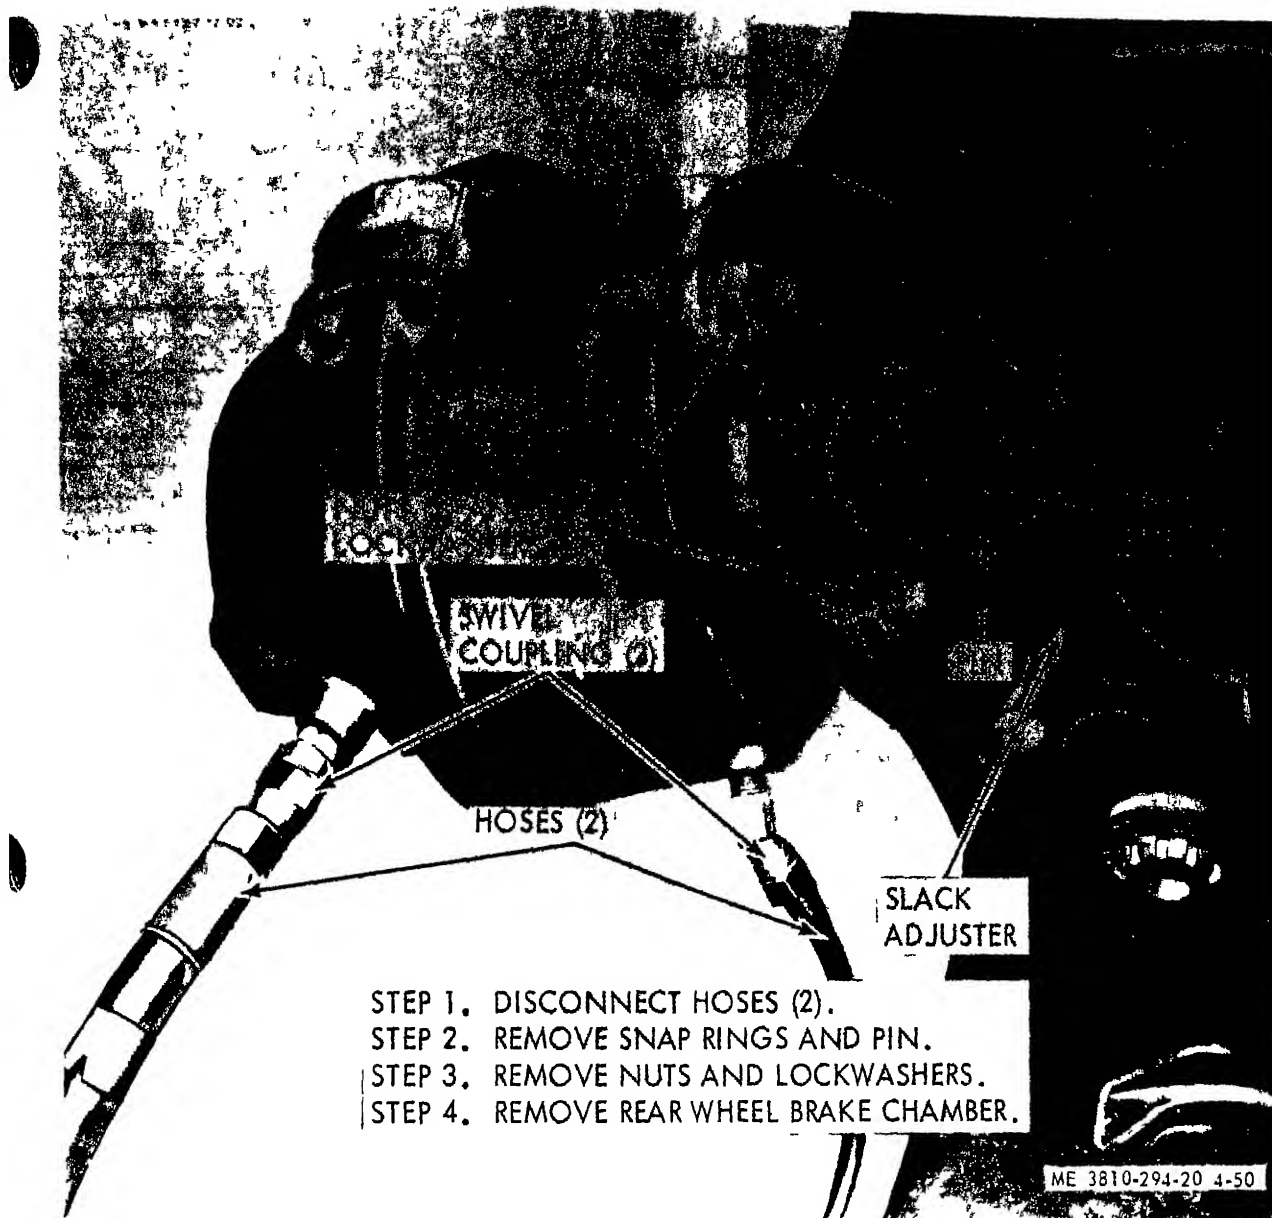 SWIVEL
COUPLING (2)
HOSES (2)
SLACK
ADJUSTER
STEP 1. DISCONNECT HOSES (2).
STEP 2. REMOVE SNAP RINGS AND PIN.
STEP 3. REMOVE NUTS AND LOCKWASHERS.
STEP 4. REMOVE REAR WHEEL BRAKE CHAMBER.
ME 3810-294-20 4-50